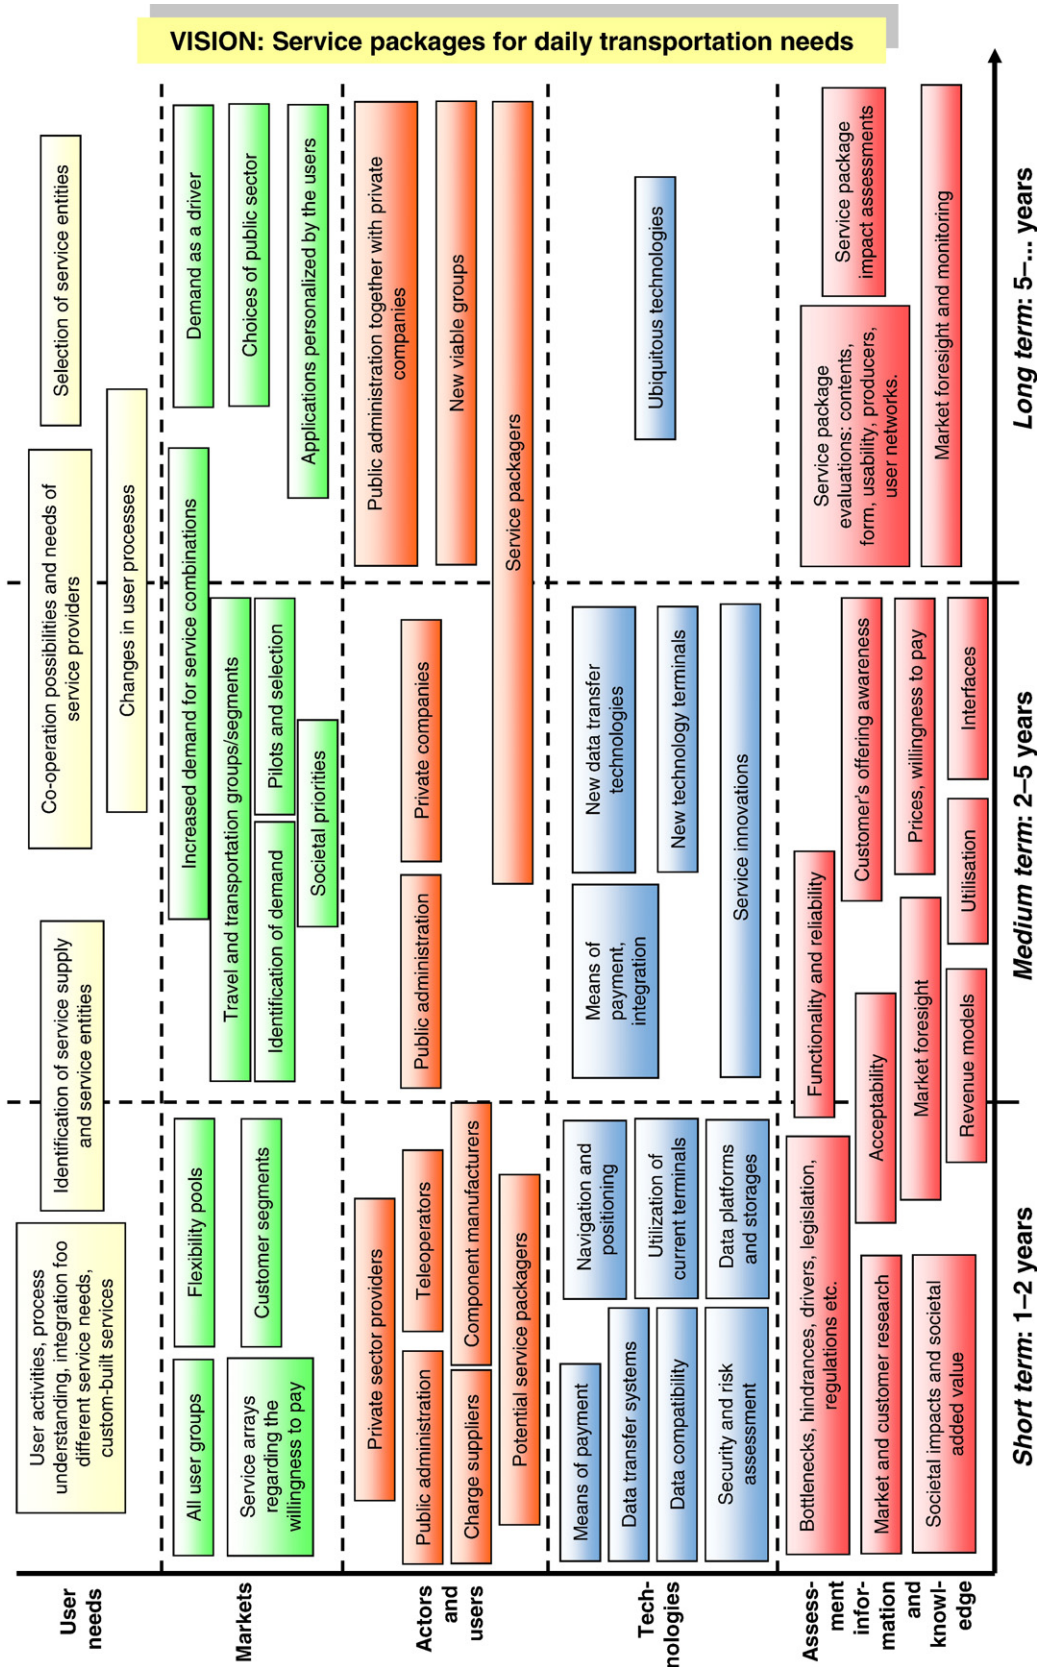 VISION: Service packages for daily transportation needs
User
needs
User activities, process
understanding, integration foo
different service needs,
custom-built services
Identification of service supply
and service entities
Co-operation possibilities and needs of
service providers
Changes in user processes
Selection of service entities
Markets
All user groups
Service arrays
regarding the
willingness to pay
Flexibility pools
Customer segments
Increased demand for service combinations
Travel and transportation groups/segments
Identification of demand
Pilots and selection
Societal priorities
Demand as a driver
Choices of public sector
Applications personalized by the users
Actors
and
users
Private sector providers
Public administration
Teleoperators
Charge suppliers
Component manufacturers
Potential service packagers
Public administration
Private companies
Service packagers
Public administration together with private
companies
New viable groups
Tech-
nologies
Means of payment
Data transfer systems
Data compatibility
Security and risk
assessment
Navigation and
positioning
Utilization of
current terminals
Data platforms
and storages
Means of
payment,
integration
New data transfer
technologies
New technology terminals
Service innovations
Ubiquitous technologies
Assess-
ment
infor-
mation
and
knowl-
edge
Bottlenecks, hindrances, drivers, legislation,
regulations etc.
Market and customer research
Societal impacts and societal
added value
Functionality and reliability
Acceptability
Market foresight
Revenue models
Customer's offering awareness
Prices, willingness to pay
Utilisation
Interfaces
Service package
evaluations: contents,
form, usability, producers,
user networks.
Service package
impact assessments
Market foresight and monitoring
Short term: 1–2 years
Medium term: 2–5 years
Long term: 5–... years